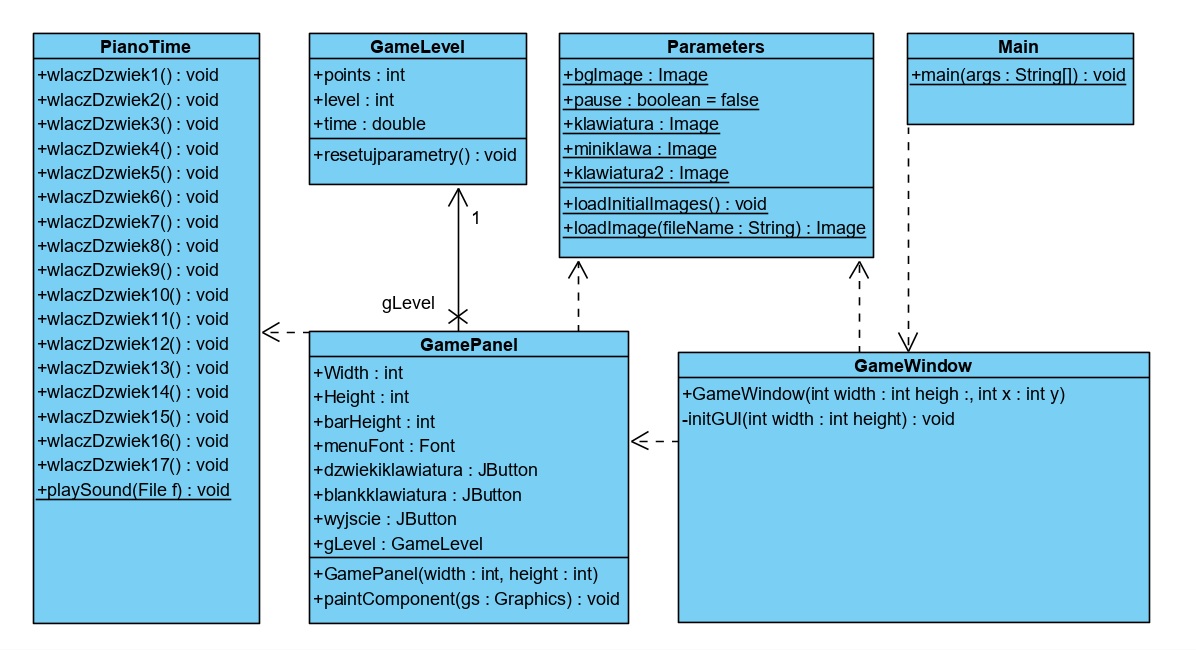 PianoTime
+wlaczDzwiek1() : void
+wlaczDzwiek2() : void
+wlaczDzwiek3() : void
+wlaczDzwiek4() : void
+wlaczDzwiek5() : void
+wlaczDzwiek6() : void
+wlaczDzwiek7() : void
+wlaczDzwiek8() : void
+wlaczDzwiek9() : void
+wlaczDzwiek10() : void
+wlaczDzwiek11() : void
+wlaczDzwiek12() : void
+wlaczDzwiek13() : void
+wlaczDzwiek14() : void
+wlaczDzwiek15() : void
+wlaczDzwiek16() : void
+wlaczDzwiek17() : void
+playSound(File f) : void
GameLevel
+points : int
+level : int
+time : double
+resetujparametry() : void
1
gLevel
Parameters
+bgImage : Image
+pause : boolean = false
+klawiatura : Image
+miniklawa : Image
+klawiatura2 : Image
+loadInitialImages() : void
+loadImage(fileName : String) : Image
Main
+main(args : String[]) : void
GamePanel
+Width : int
+Height : int
+barHeight : int
+menuFont : Font
+dzwiekiklawiatura : JButton
+blankklawiatura : JButton
+wyjscie : JButton
+gLevel : GameLevel
+GamePanel(width : int, height : int)
+paintComponent(gs : Graphics) : void
GameWindow
+GameWindow(int width : int heigh :, int x : int y)
-initGUI(int width : int height) : void